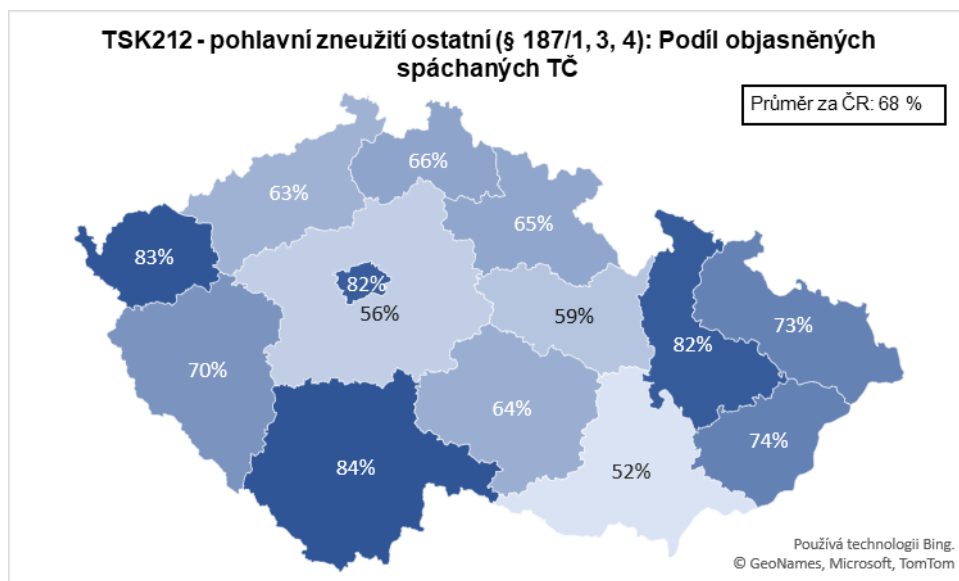 TSK212 - pohlavní zneužití ostatní (§ 187/1, 3, 4): Podíl objasněných
spáchaných TČ
Průměr za ČR: 68 %
66%
63%
65%
83%
82%
56%
59%
73%
82%
70%
64%
74%
84%
52%
Používá technologii Bing.
© GeoNames, Microsoft, TomTom